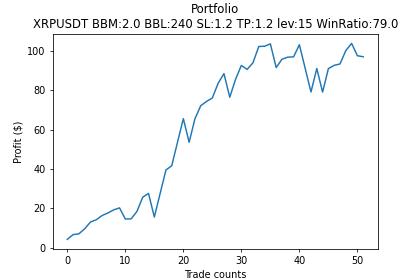 Portfolio
XRPUSDT BBM:2.0 BBL:240 SL:1.2 TP:1.2 lev:15 WinRatio:79.0
100
80
60
40
20
0
Profit ($)
0 10 20 30 40 50
Trade counts